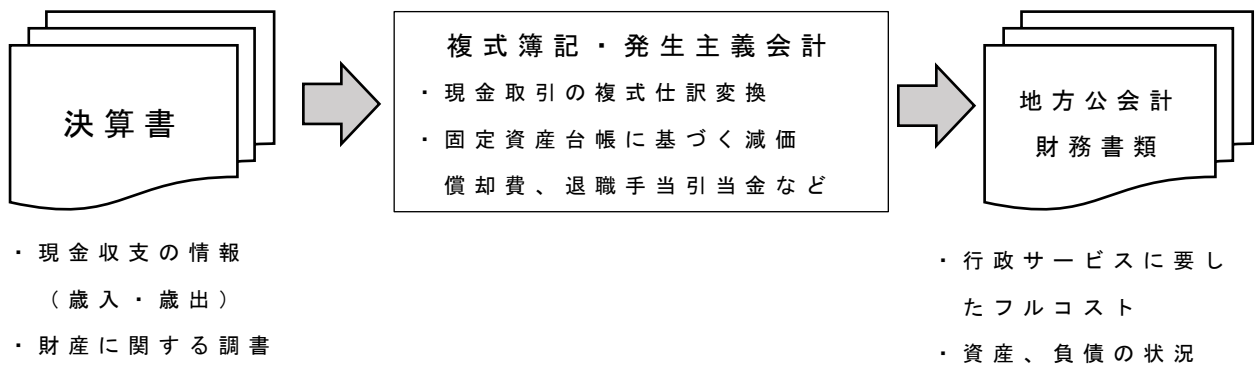 決算書
・現金収支の情報
（歳入・歳出）
・財産に関する調書
複式簿記・発生主義会計
・現金取引の複式仕訳変換
・固定資産台帳に基づく減価
償却費、退職手当引当金など
地方公会計
財務書類
・行政サービスに要し
たフルコスト
・資産、負債の状況